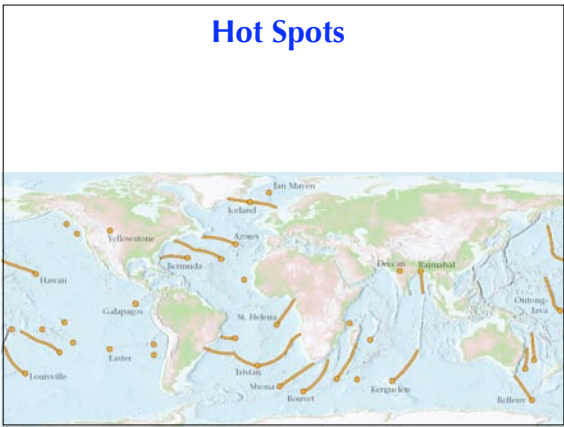 Hot Spots
Jan Mayen
Iceland
Yellowstone
Azores
Bermuda
Deccan
Rajmahal
Hawaii
Galapagos
St. Helena
Ontong-
Java
Easter
Louisville
Tristan
Shona
Bouvet
Kerguelen
Belleny